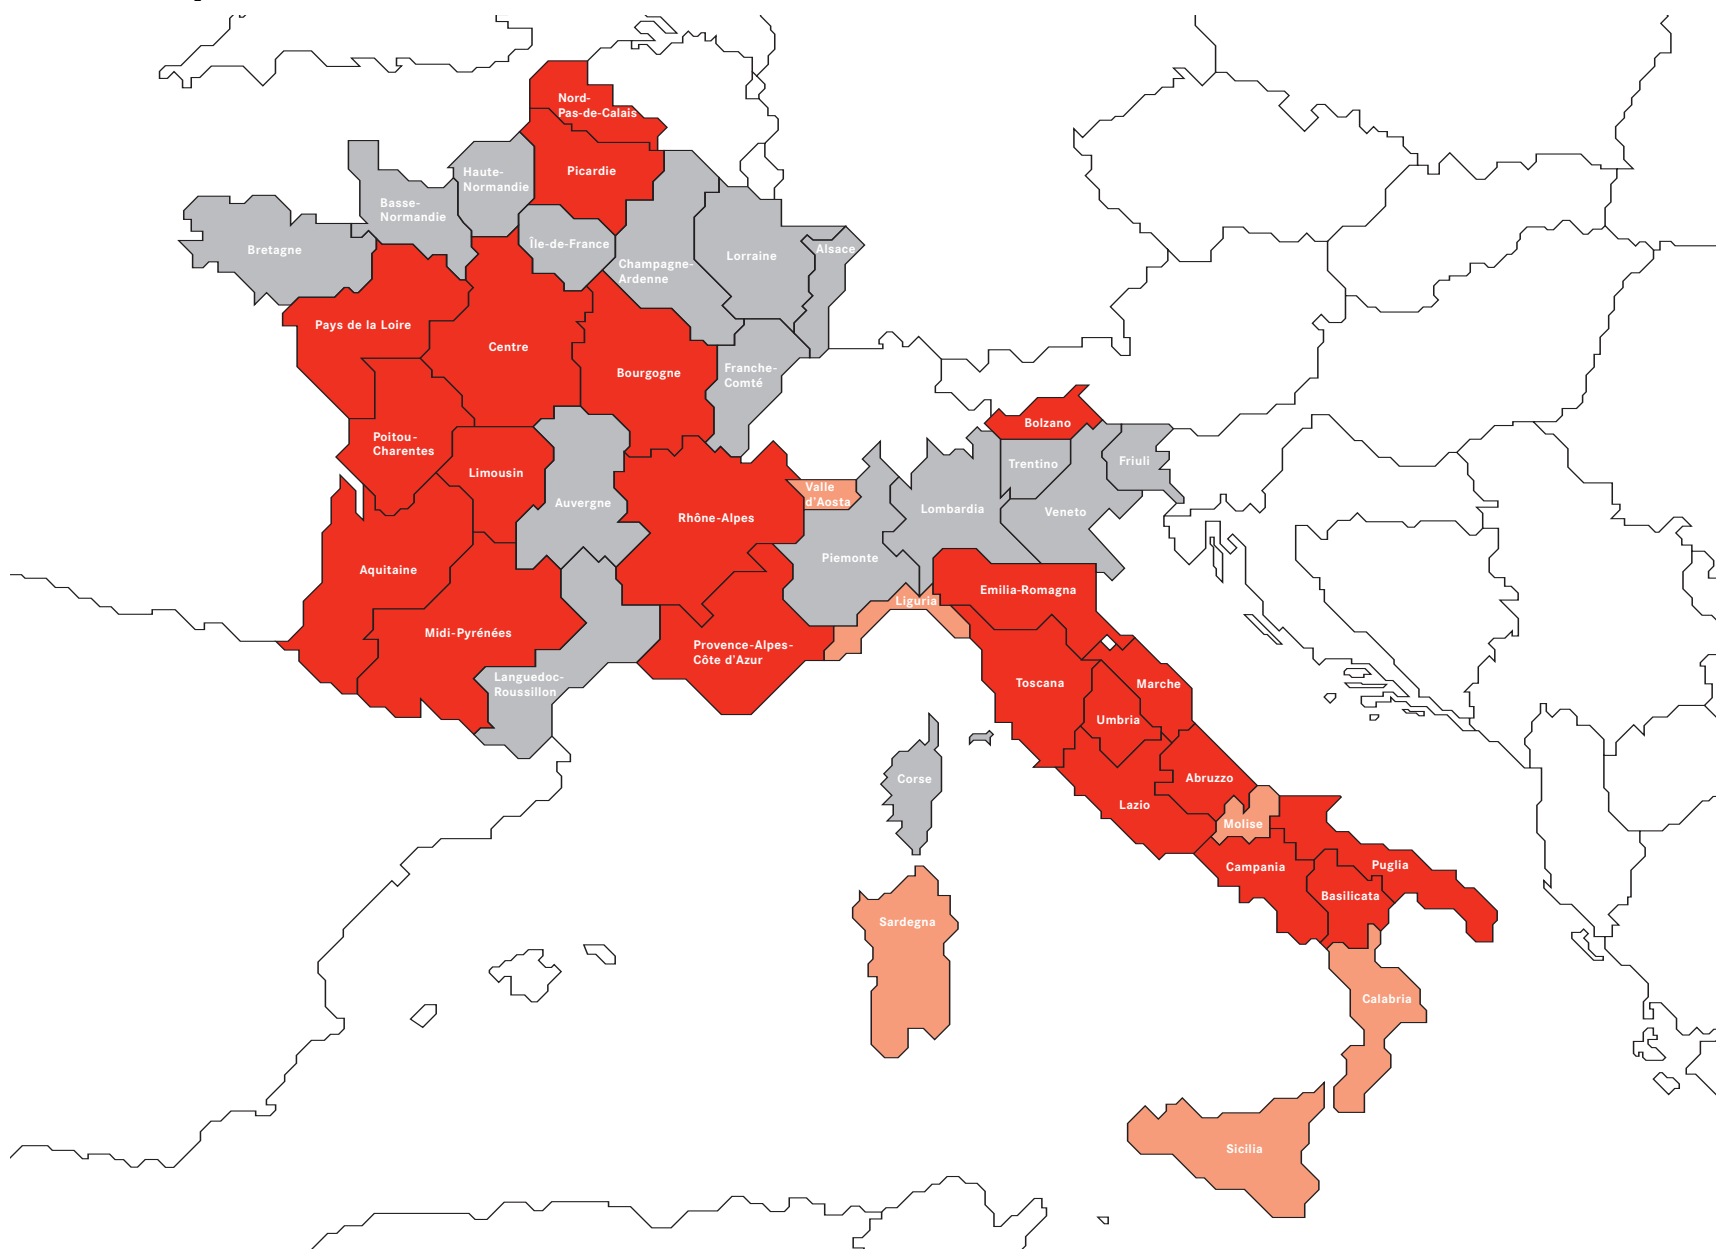 Nord-
Pas-de-Calais
Picardie
Haute-
Normandie
Basse-
Normandie
Bretagne
Île-de-France
Champagne-
Ardenne
Lorraine
Alsace
Pays de la Loire
Centre
Bourgogne
Franche-
Comté
Poitou-
Charentes
Limousin
Auvergne
Rhône-Alpes
Aquitaine
Midi-Pyrénées
Languedoc-
Roussillon
Provence-Alpes-
Côte d'Azur
Corse
Valle
d'Aosta
Piemonte
Liguria
Lombardia
Bolzano
Trentino
Veneto
Friuli
Emilia-Romagna
Toscana
Marche
Umbria
Lazio
Abruzzo
Molise
Campania
Puglia
Basilicata
Calabria
Sardegna
Sicilia